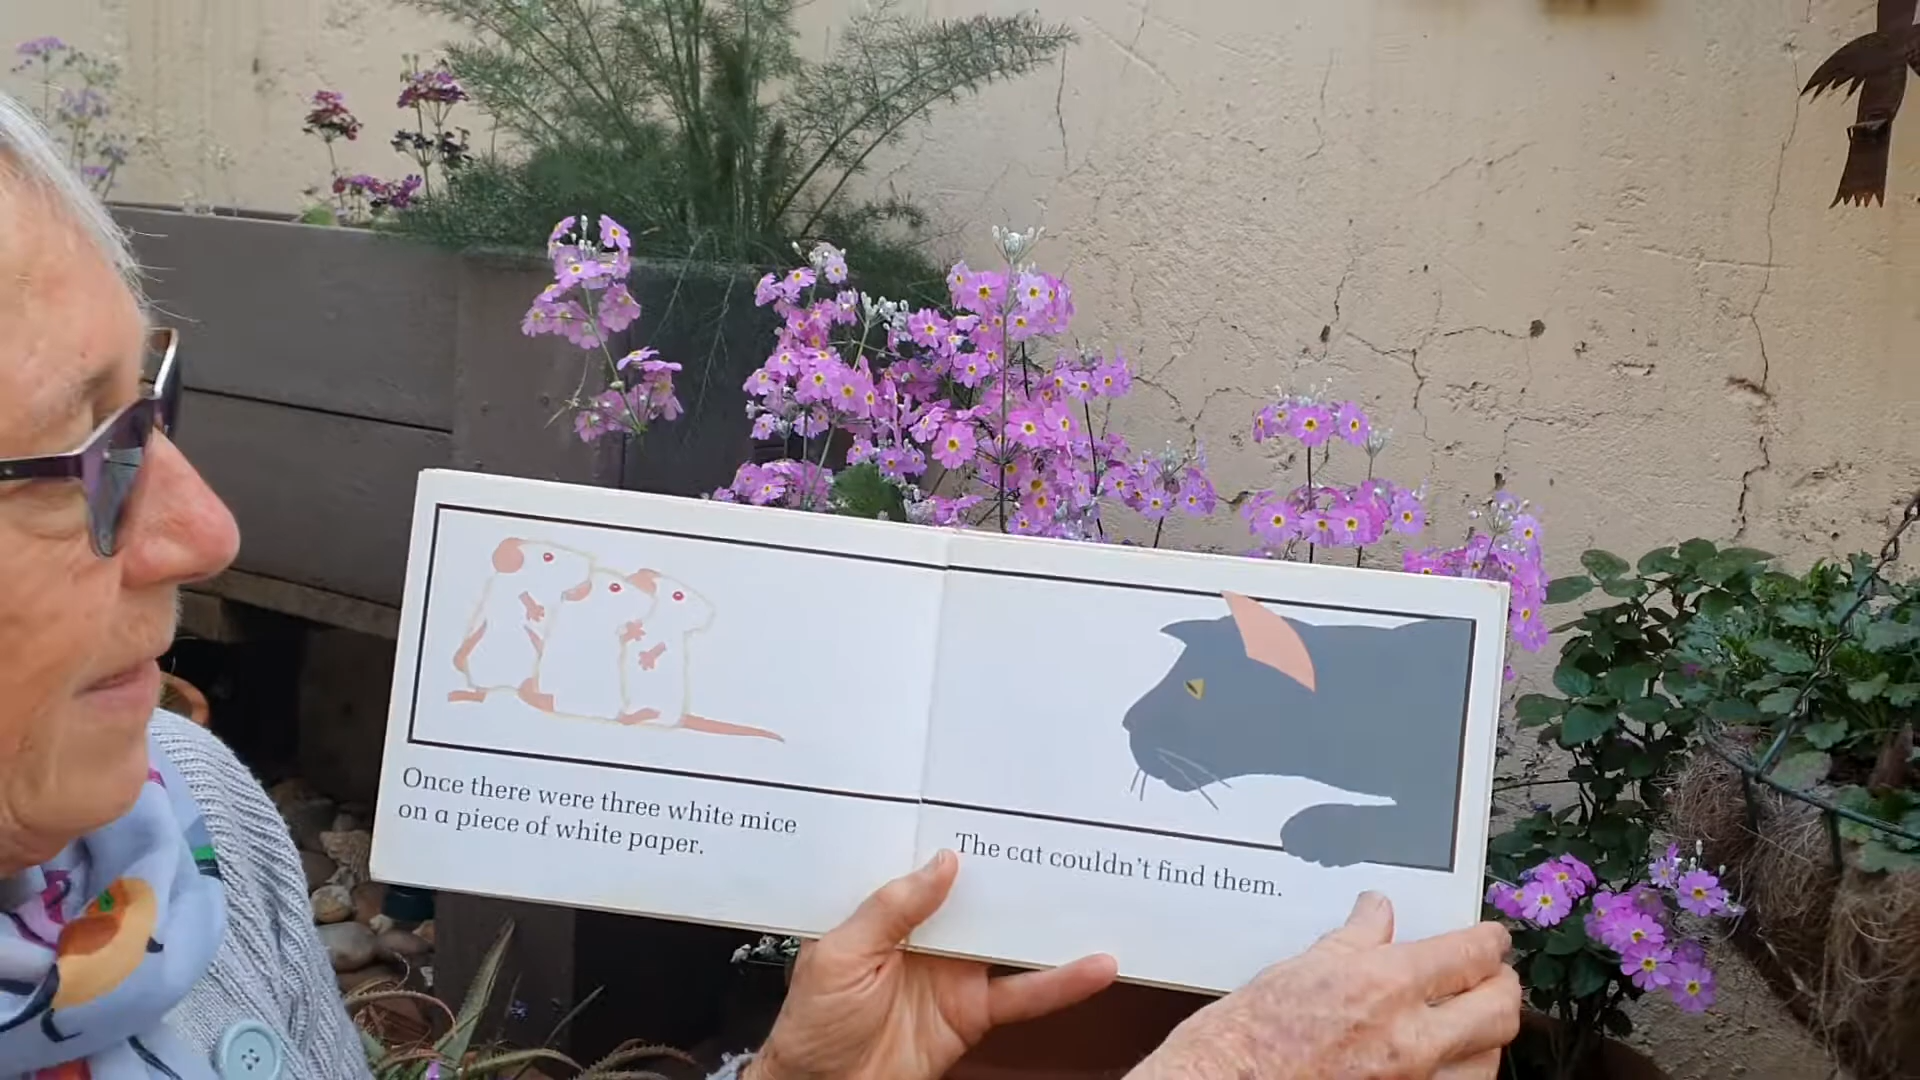 Once there were three white mice
on a piece of white paper.
The cat couldn't find them.